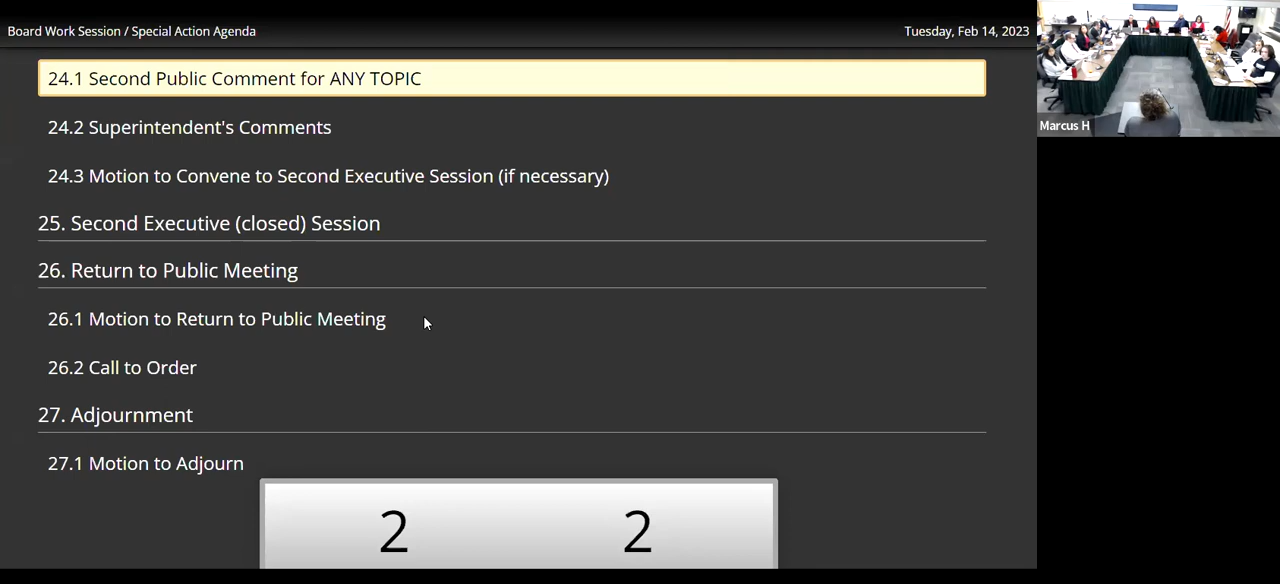 Board Work Session / Special Action Agenda
Tuesday, Feb 14, 2023
24.1 Second Public Comment for ANY TOPIC
24.2 Superintendent's Comments
24.3 Motion to Convene to Second Executive Session (if necessary)
25. Second Executive (closed) Session
26. Return to Public Meeting
26.1 Motion to Return to Public Meeting
26.2 Call to Order
27. Adjournment
27.1 Motion to Adjourn
2 2
Marcus H